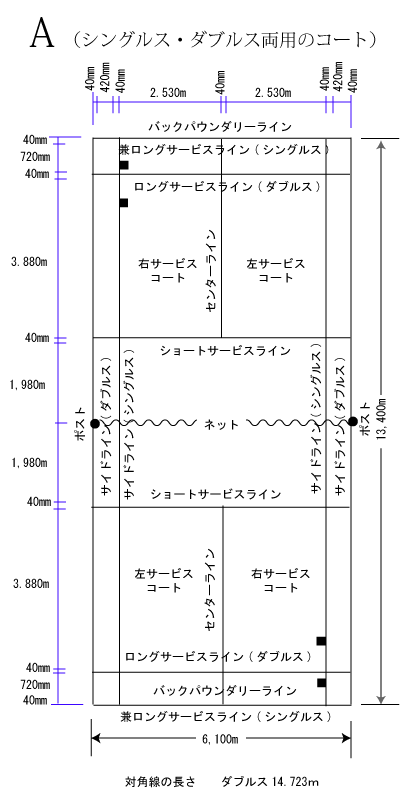 A （シングルス・ダブルス両用のコート）
40mm 420mm 40mm 2.530m 40mm 2.530m 40mm 420mm 40mm
バックバウンダリーライン
40mm
兼ロングサービスライン（シングルス）
720mm
40mm
ロングサービスライン（ダブルス）
3.880m
右サービス
コート
センターライン
左サービス
コート
40mm
ショートサービスライン
1,980m
サイドライン（ダブルス）
サイドライン（シングルス）
サイドライン（シングルス）
サイドライン（ダブルス）
ポスト
ネット
ポスト
13,400m
1,980m
ショートサービスライン
40mm
左サービス
コート
センターライン
右サービス
コート
3.880m
ロングサービスライン（ダブルス）
40mm
720mm
バックバウンダリーライン
40mm
兼ロングサービスライン（シングルス）
6,100m
対角線の長さ ダブルス 14.723m